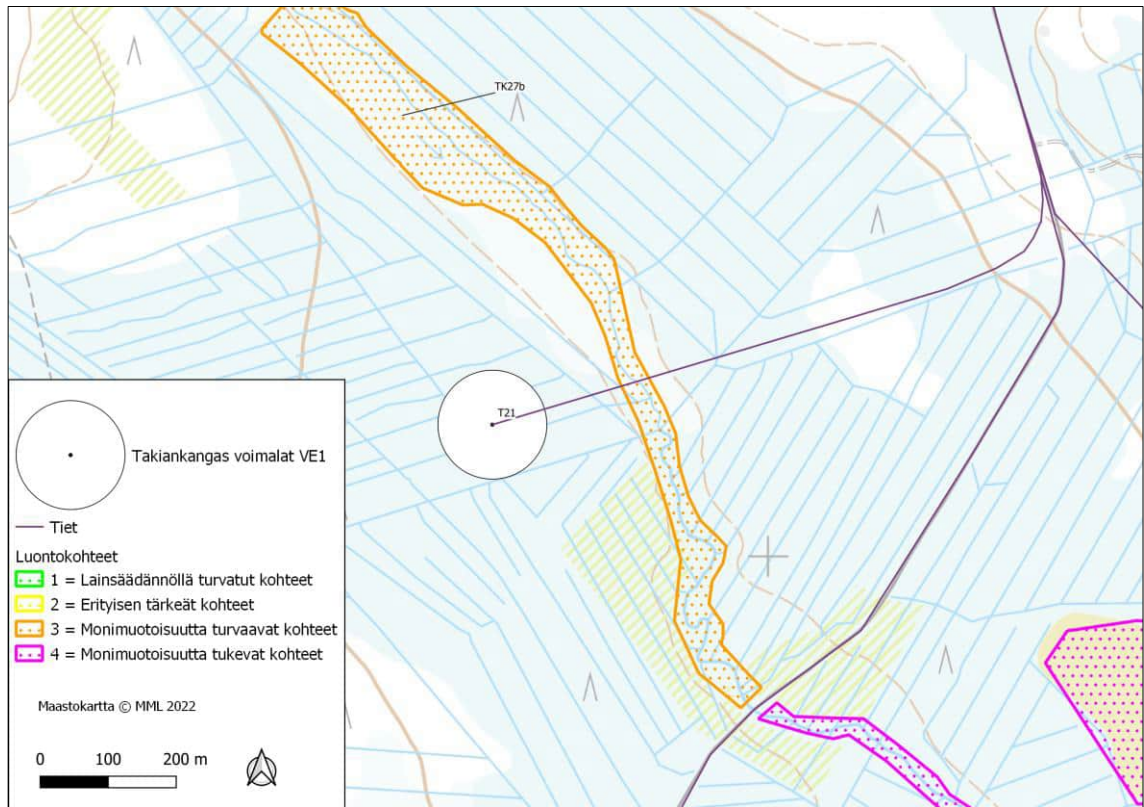 TK27b
T21
Takiankangas voimalat VE1
Tiet
Luontokohteet
1 = Lainsäädännöllä turvatut kohteet
2 = Erityisen tärkeät kohteet
3 = Monimuotoisuutta turvaavat kohteet
4 = Monimuotoisuutta tukevat kohteet
Maastokartta © MML 2022
0 100 200 m